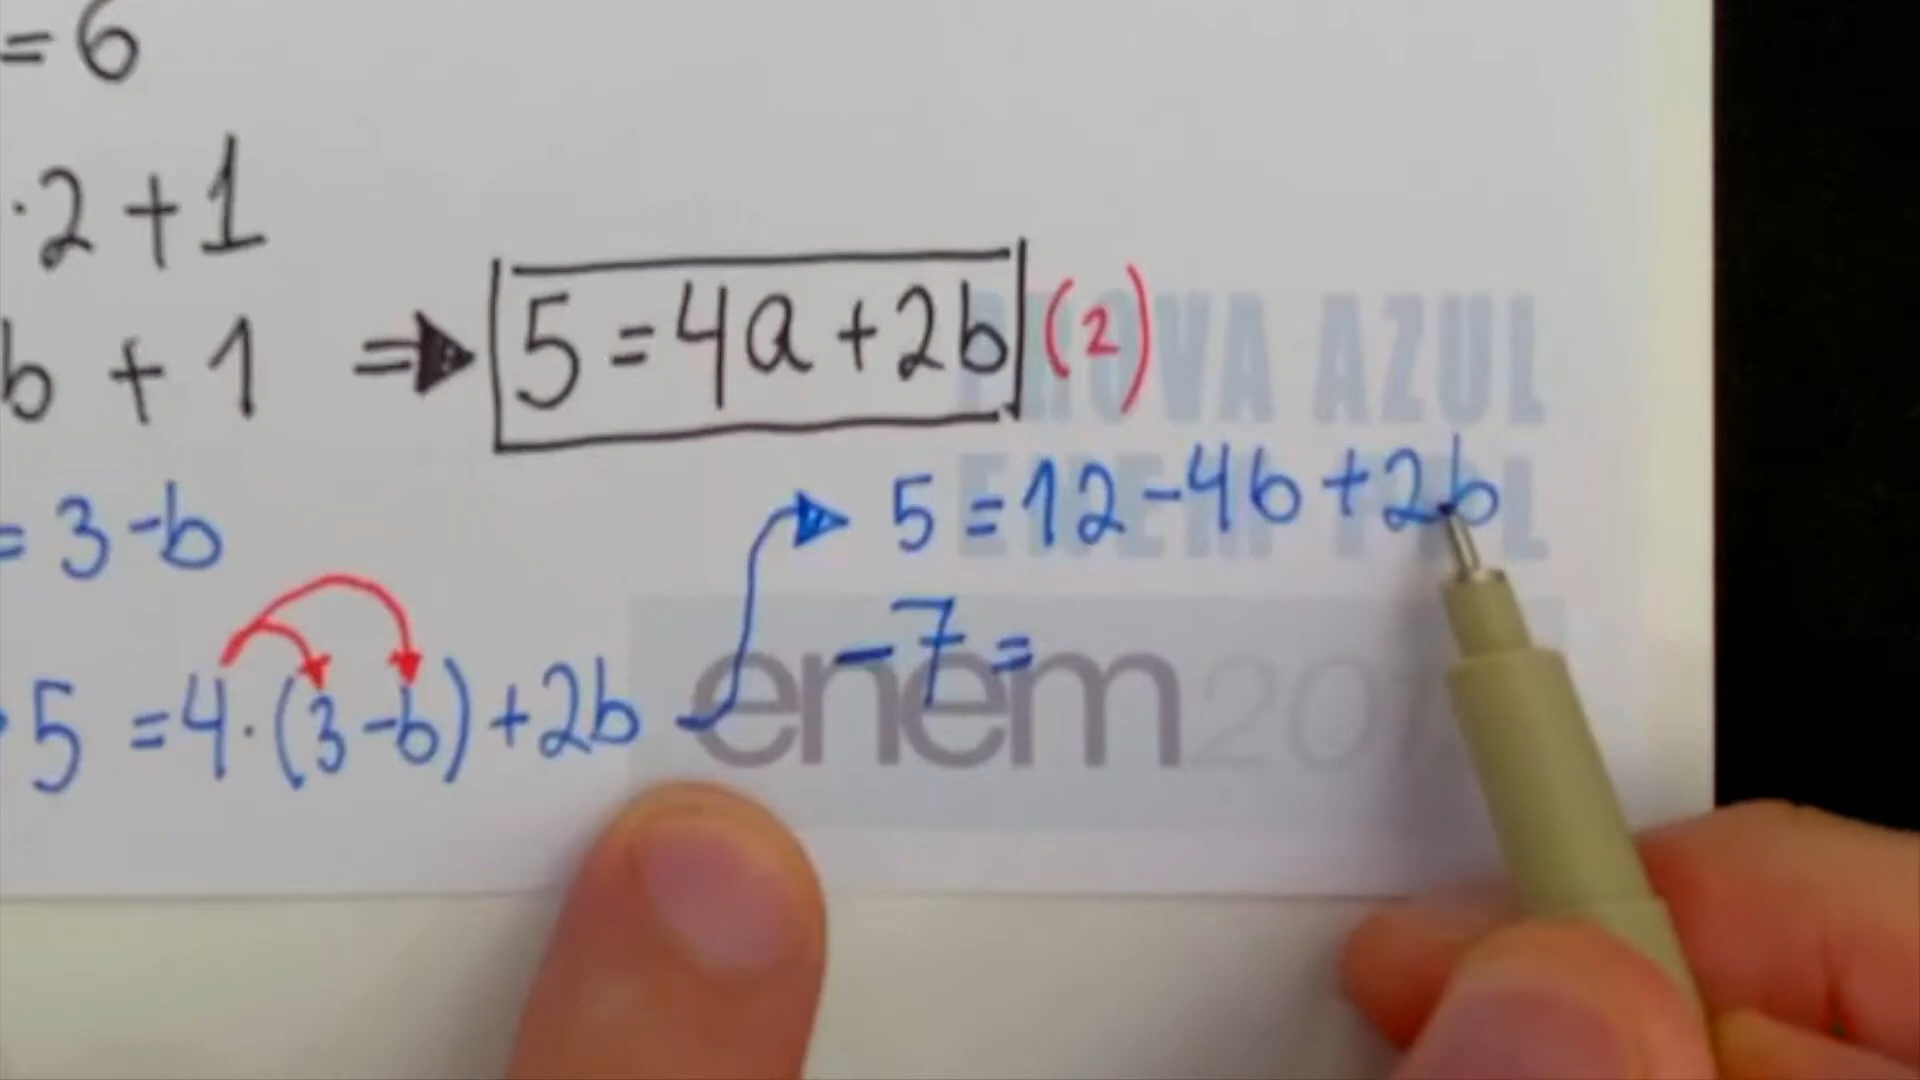 =6
·2+1
b + 1 ⇒ 5=4a+2b (2)
PROVA AZUL
= 3-b
5=12-4b+2b
5=4·(3-b)+2b
-7=
enem 20